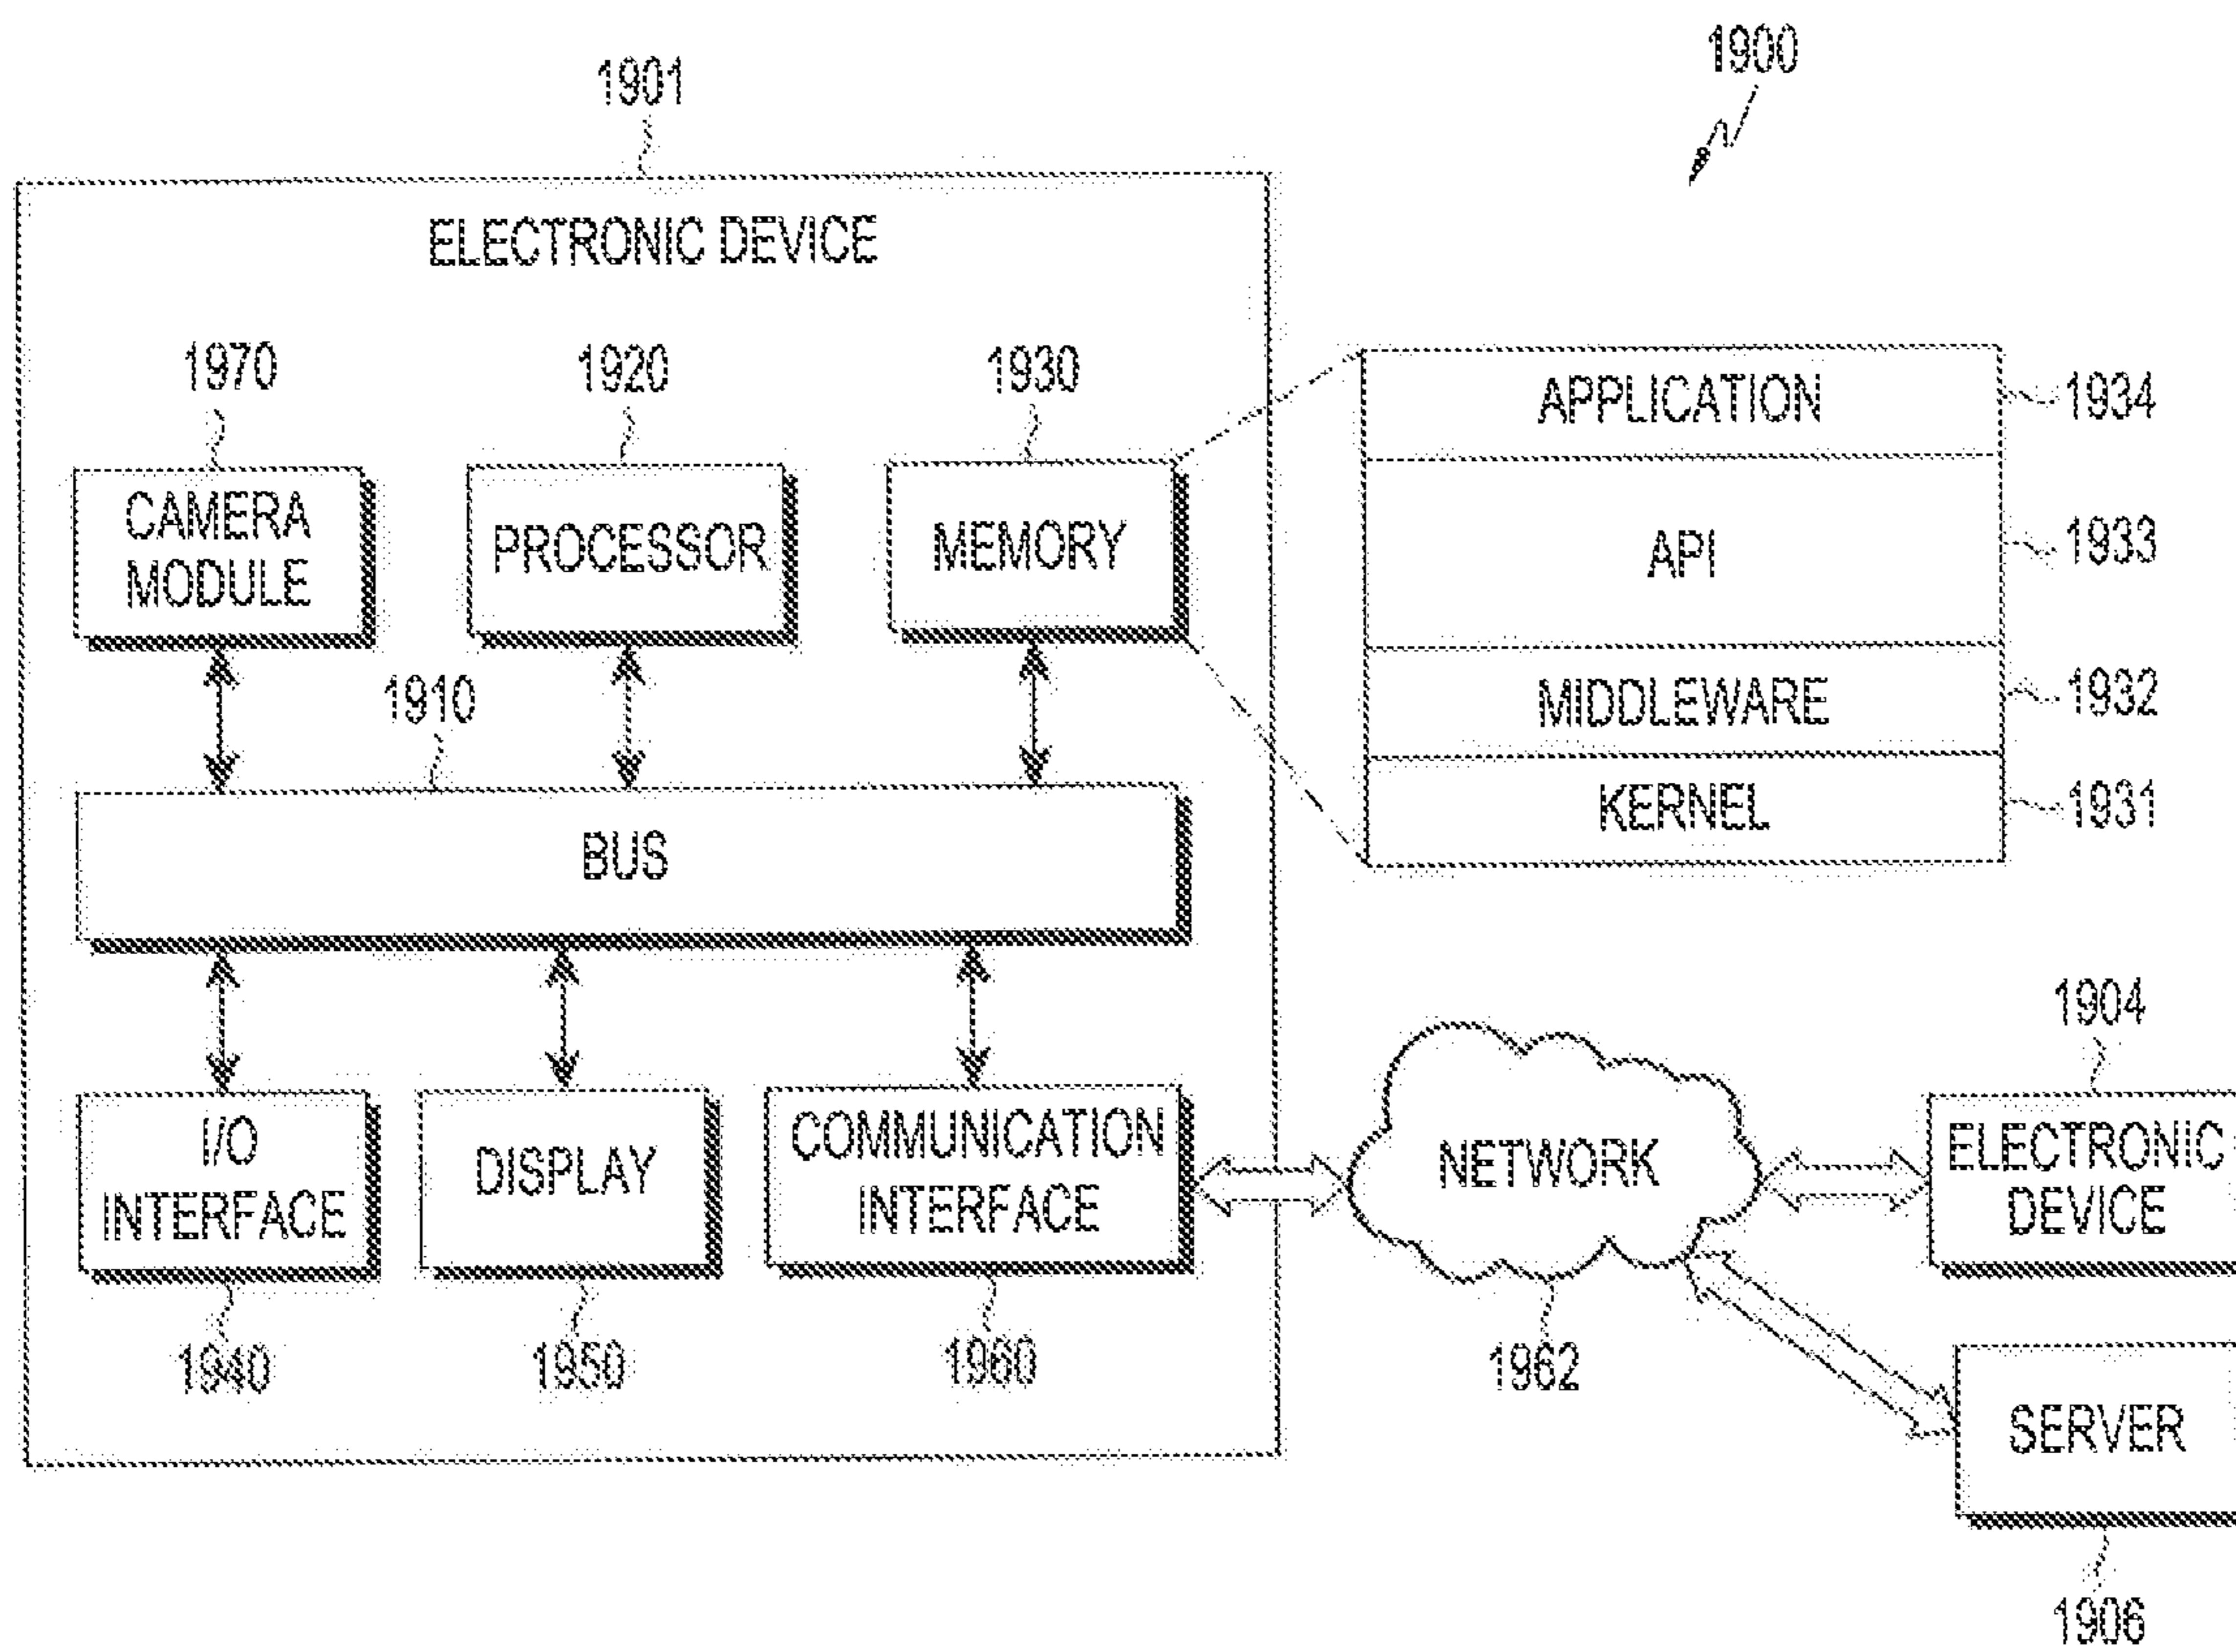 1900
1901
ELECTRONIC DEVICE
1970
1920
1930
CAMERA
MODULE
PROCESSOR
MEMORY
APPLICATION
1934
API
1933
MIDDLEWARE
1932
KERNEL
1931
1910
BUS
I/O
INTERFACE
DISPLAY
COMMUNICATION
INTERFACE
1940
1950
1960
NETWORK
1962
1904
ELECTRONIC
DEVICE
SERVER
1906